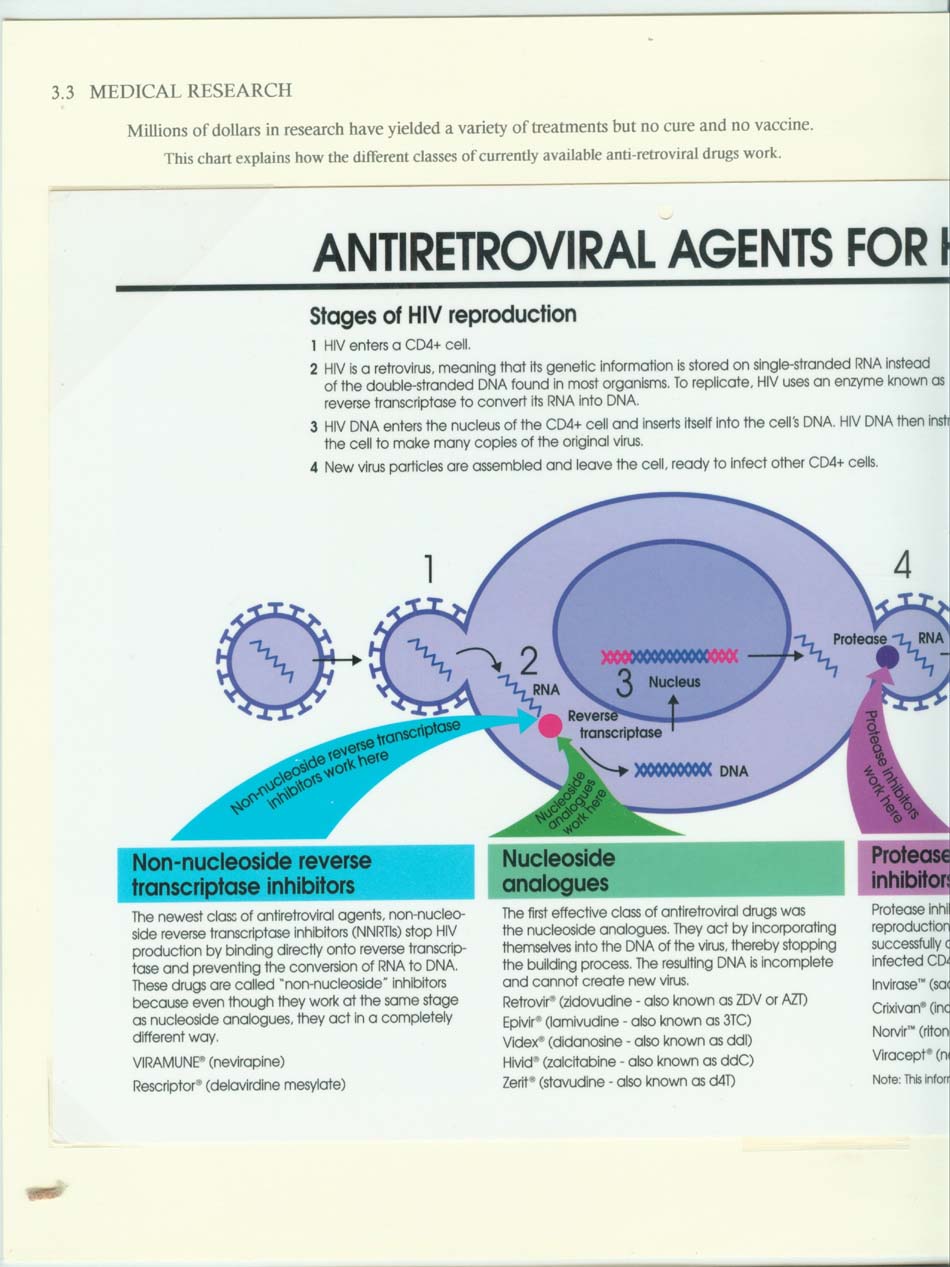 3.3 MEDICAL RESEARCH
Millions of dollars in research have yielded a variety of treatments but no cure and no vaccine.
This chart explains how the different classes of currently available anti-retroviral drugs work.
ANTIRETROVIRAL AGENTS FOR
Stages of HIV reproduction
1 HIV enters a CD4+ cell.
2 HIV is a retrovirus, meaning that its genetic information is stored on single-stranded RNA instead
of the double-stranded DNA found in most organisms. To replicate, HIV uses an enzyme known as
reverse transcriptase to convert its RNA into DNA.
3 HIV DNA enters the nucleus of the CD4+ cell and inserts itself into the cell's DNA. HIV DNA then instr
the cell to make many copies of the original virus.
4 New virus particles are assembled and leave the cell, ready to infect other CD4+ cells.
1
4
2
RNA
3 Nucleus
Protease
RNA
Reverse
transcriptase
DNA
Non-nucleoside reverse transcriptase
inhibitors work here
Nucleoside
analogues
work here
Protease inhibitors
work here
Non-nucleoside reverse
transcriptase inhibitors
The newest class of antiretroviral agents, non-nucleo-
side reverse transcriptase inhibitors (NNRTIs) stop HIV
production by binding directly onto reverse transcrip-
tase and preventing the conversion of RNA to DNA.
These drugs are called "non-nucleoside" inhibitors
because even though they work at the same stage
as nucleoside analogues, they act in a completely
different way.
VIRAMUNE® (nevirapine)
Rescriptor® (delavirdine mesylate)
Nucleoside
analogues
The first effective class of antiretroviral drugs was
the nucleoside analogues. They act by incorporating
themselves into the DNA of the virus, thereby stopping
the building process. The resulting DNA is incomplete
and cannot create new virus.
Retrovir® (zidovudine - also known as ZDV or AZT)
Epivir® (lamivudine - also known as 3TC)
Videx® (didanosine - also known as ddI)
Hivid® (zalcitabine - also known as ddC)
Zerit® (stavudine - also known as d4T)
Protease
inhibitors
Protease inhi
reproduction
successfully
infected CD4
Invirase™ (sa
Crixivan® (inc
Norvir™ (riton
Viracept® (n
Note: This infor